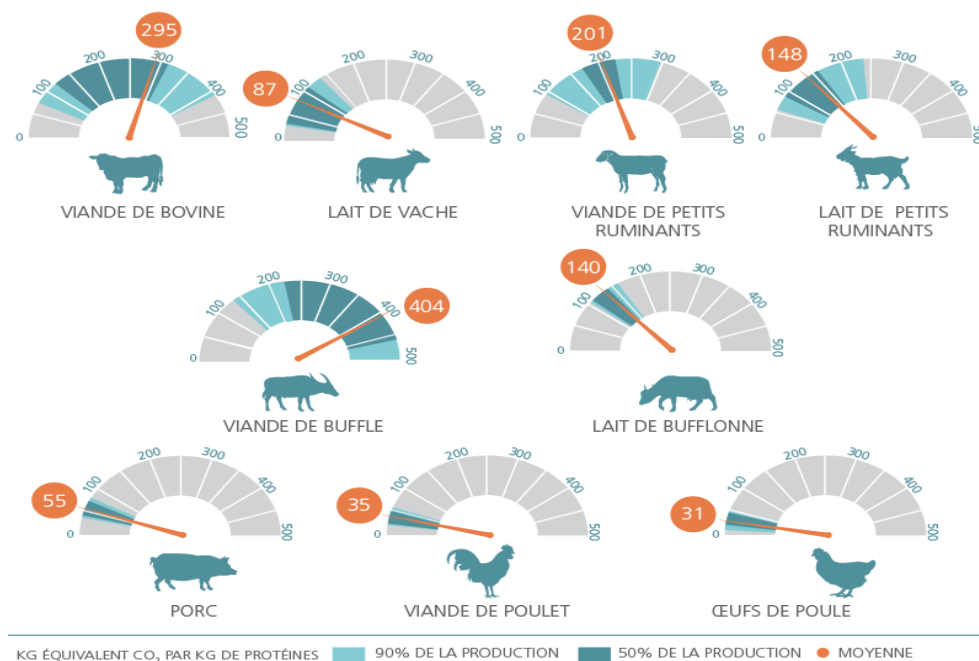 295
0 100 200 300 400 500
VIANDE DE BOVINE
87
0 100 200 300 400 500
LAIT DE VACHE
201
0 100 200 300 400 500
VIANDE DE PETITS
RUMINANTS
148
0 100 200 300 400 500
LAIT DE PETITS
RUMINANTS
404
0 100 200 300 400 500
VIANDE DE BUFFLE
140
0 100 200 300 400 500
LAIT DE BUFFLONNE
55
0 100 200 300 400 500
PORC
35
0 100 200 300 400 500
VIANDE DE POULET
31
0 100 200 300 400 500
ŒUFS DE POULE
KG ÉQUIVALENT CO₂ PAR KG DE PROTÉINES 90% DE LA PRODUCTION 50% DE LA PRODUCTION MOYENNE